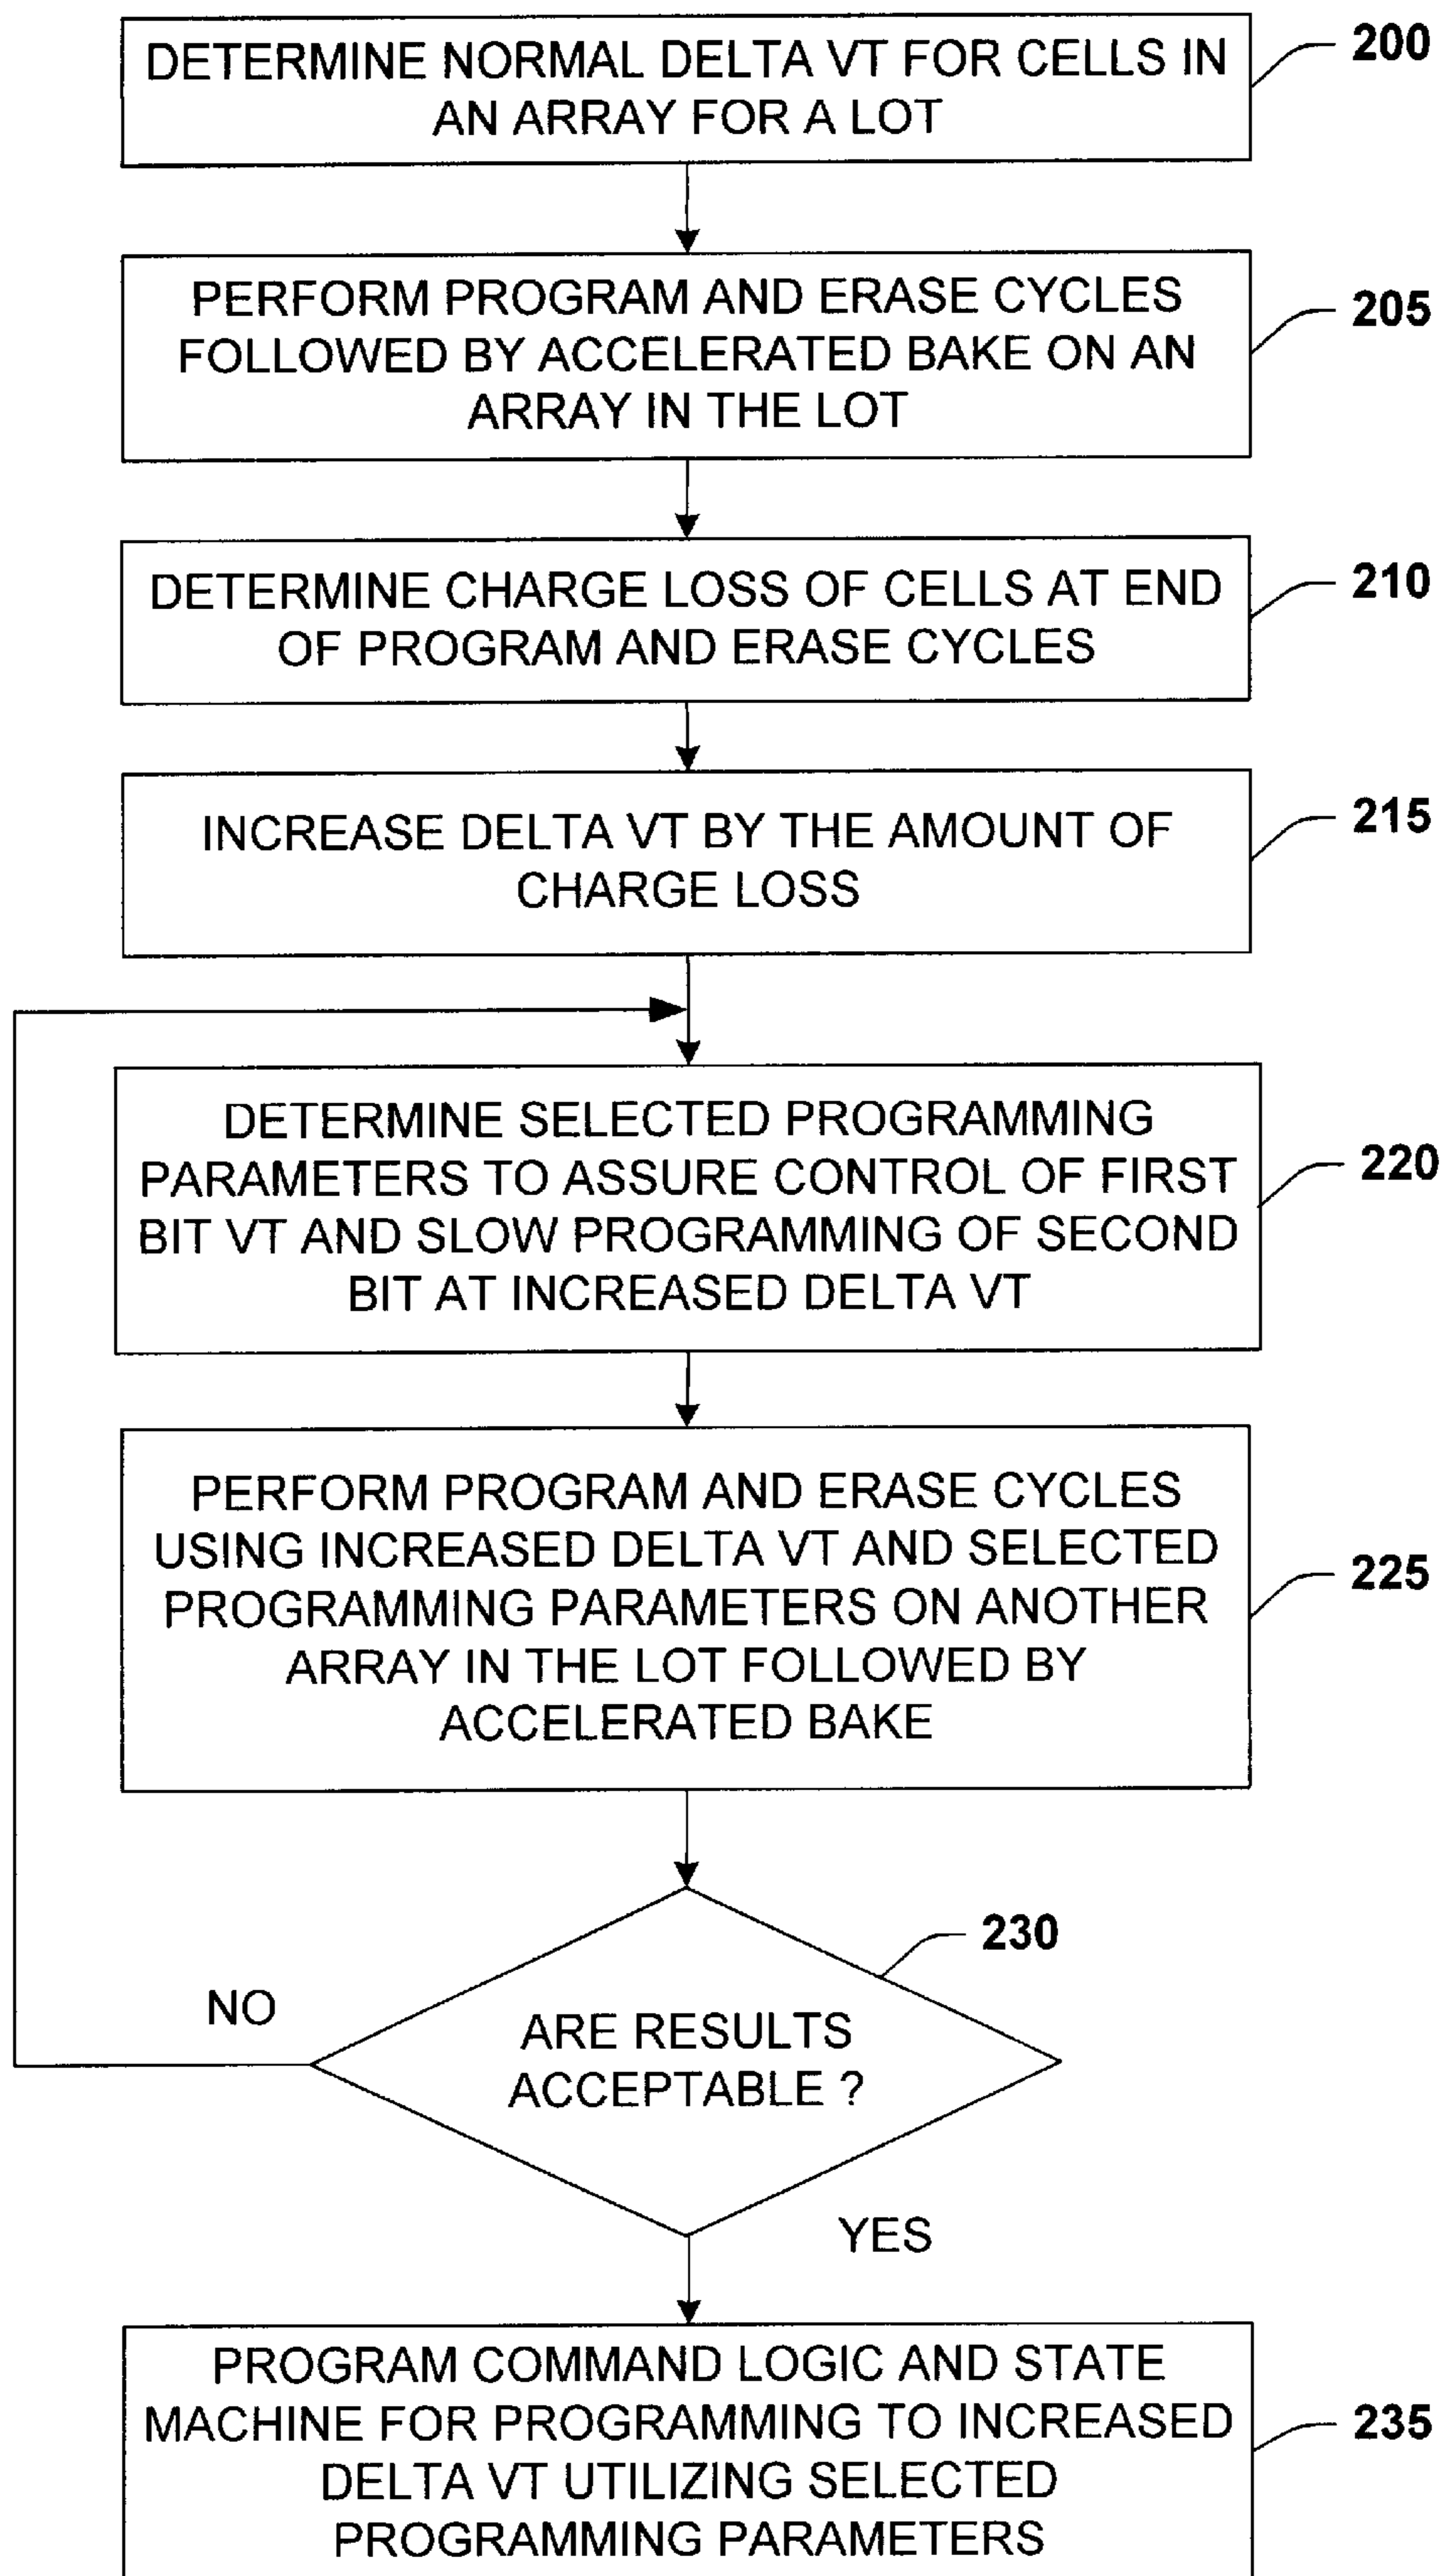 DETERMINE NORMAL DELTA VT FOR CELLS IN
AN ARRAY FOR A LOT
200
PERFORM PROGRAM AND ERASE CYCLES
FOLLOWED BY ACCELERATED BAKE ON AN
ARRAY IN THE LOT
205
DETERMINE CHARGE LOSS OF CELLS AT END
OF PROGRAM AND ERASE CYCLES
210
INCREASE DELTA VT BY THE AMOUNT OF
CHARGE LOSS
215
DETERMINE SELECTED PROGRAMMING
PARAMETERS TO ASSURE CONTROL OF FIRST
BIT VT AND SLOW PROGRAMMING OF SECOND
BIT AT INCREASED DELTA VT
220
PERFORM PROGRAM AND ERASE CYCLES
USING INCREASED DELTA VT AND SELECTED
PROGRAMMING PARAMETERS ON ANOTHER
ARRAY IN THE LOT FOLLOWED BY
ACCELERATED BAKE
225
230
NO
ARE RESULTS
ACCEPTABLE ?
YES
PROGRAM COMMAND LOGIC AND STATE
MACHINE FOR PROGRAMMING TO INCREASED
DELTA VT UTILIZING SELECTED
PROGRAMMING PARAMETERS
235